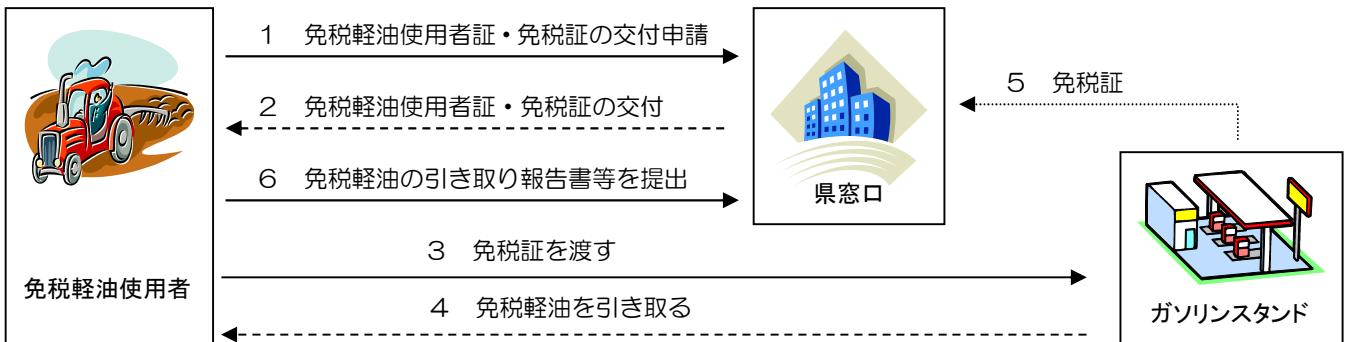 1 免税軽油使用者証・免税証の交付申請
2 免税軽油使用者証・免税証の交付
6 免税軽油の引き取り報告書等を提出
県窓口
5 免税証
3 免税証を渡す
4 免税軽油を引き取る
免税軽油使用者
ガソリンスタンド